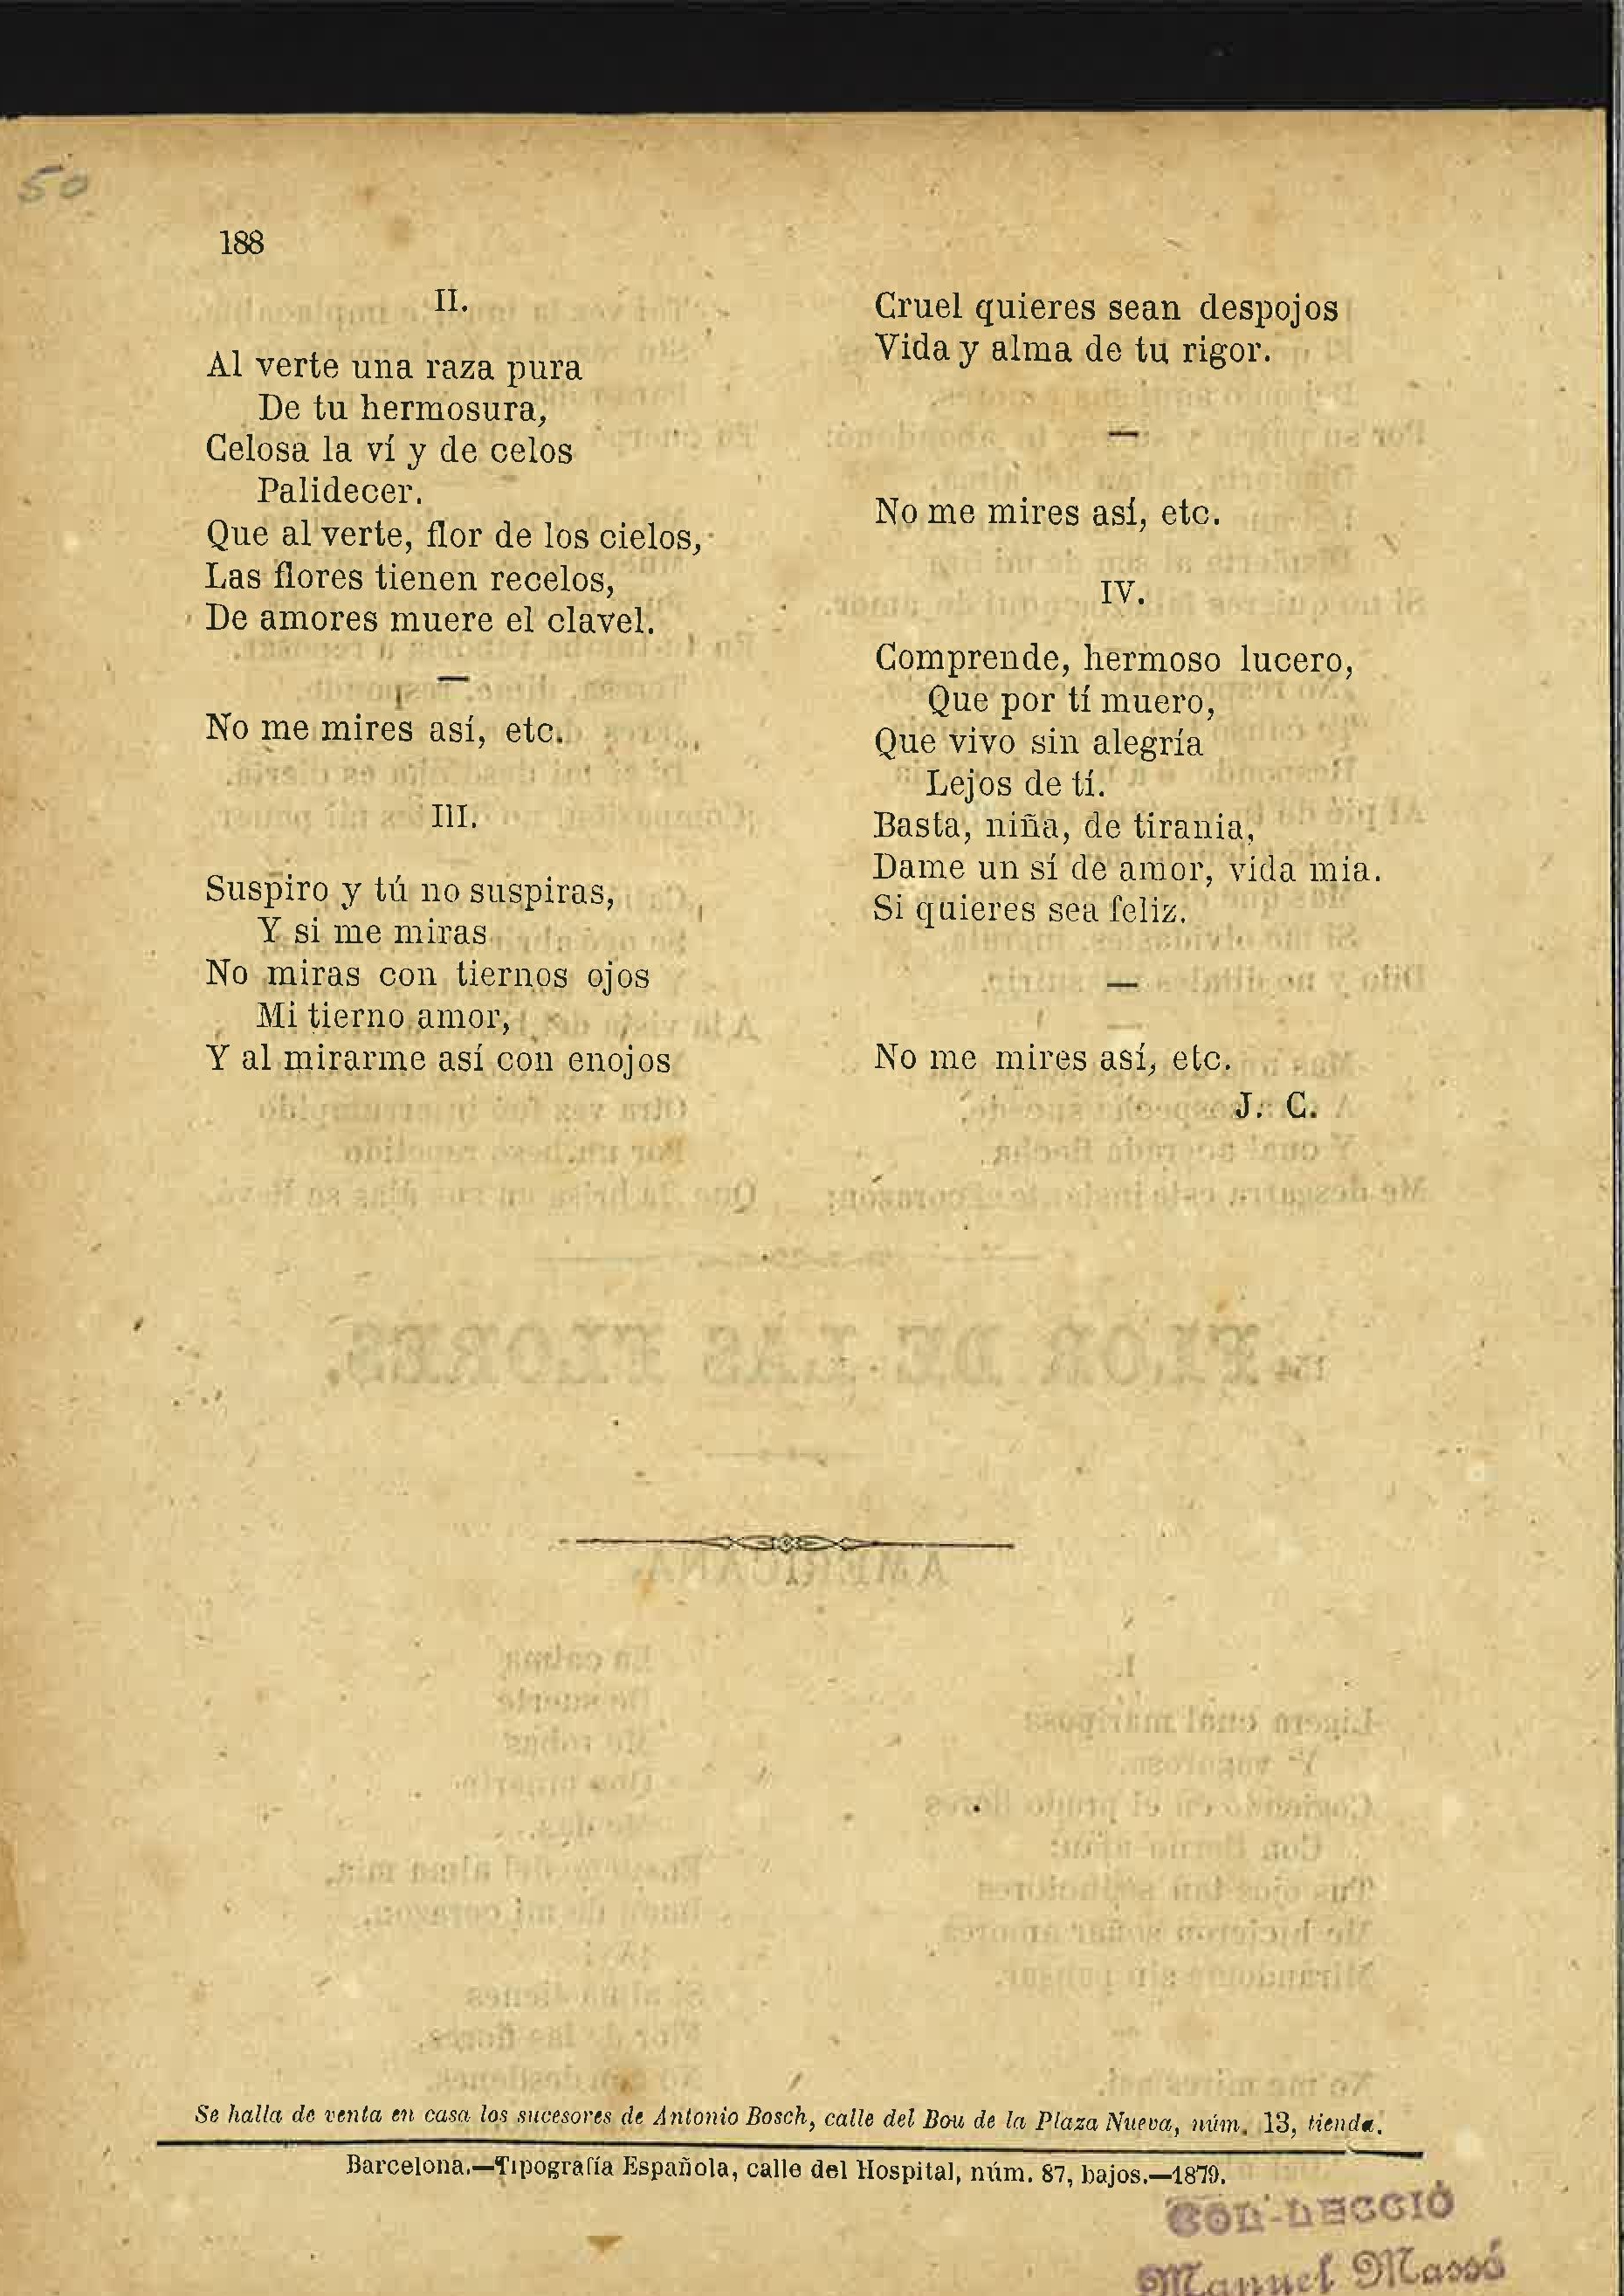 50
188
II.
Al verte una raza pura
De tu hermosura,
Celosa la ví y de celos
Palidecer.
Que al verte, flor de los cielos,
Las flores tienen recelos,
De amores muere el clavel.
—
No me mires así, etc.
III.
Suspiro y tú no suspiras,
Y si me miras
No miras con tiernos ojos
Mi tierno amor,
Y al mirarme así con enojos
Cruel quieres sean despojos
Vida y alma de tu rigor.
—
No me mires así, etc.
IV.
Comprende, hermoso lucero,
Que por tí muero,
Que vivo sin alegría
Lejos de tí.
Basta, niña, de tirania,
Dame un sí de amor, vida mia.
Si quieres sea feliz.
—
No me mires así, etc.
J. C.
Se halla de venta en casa los sucesores de Antonio Bosch, calle del Bou de la Plaza Nueva, núm. 13, tienda.
Barcelona.—Tipografía Española, calle del Hospital, núm. 87, bajos.—1879.
COL·LECCIÓ
Manuel Massó